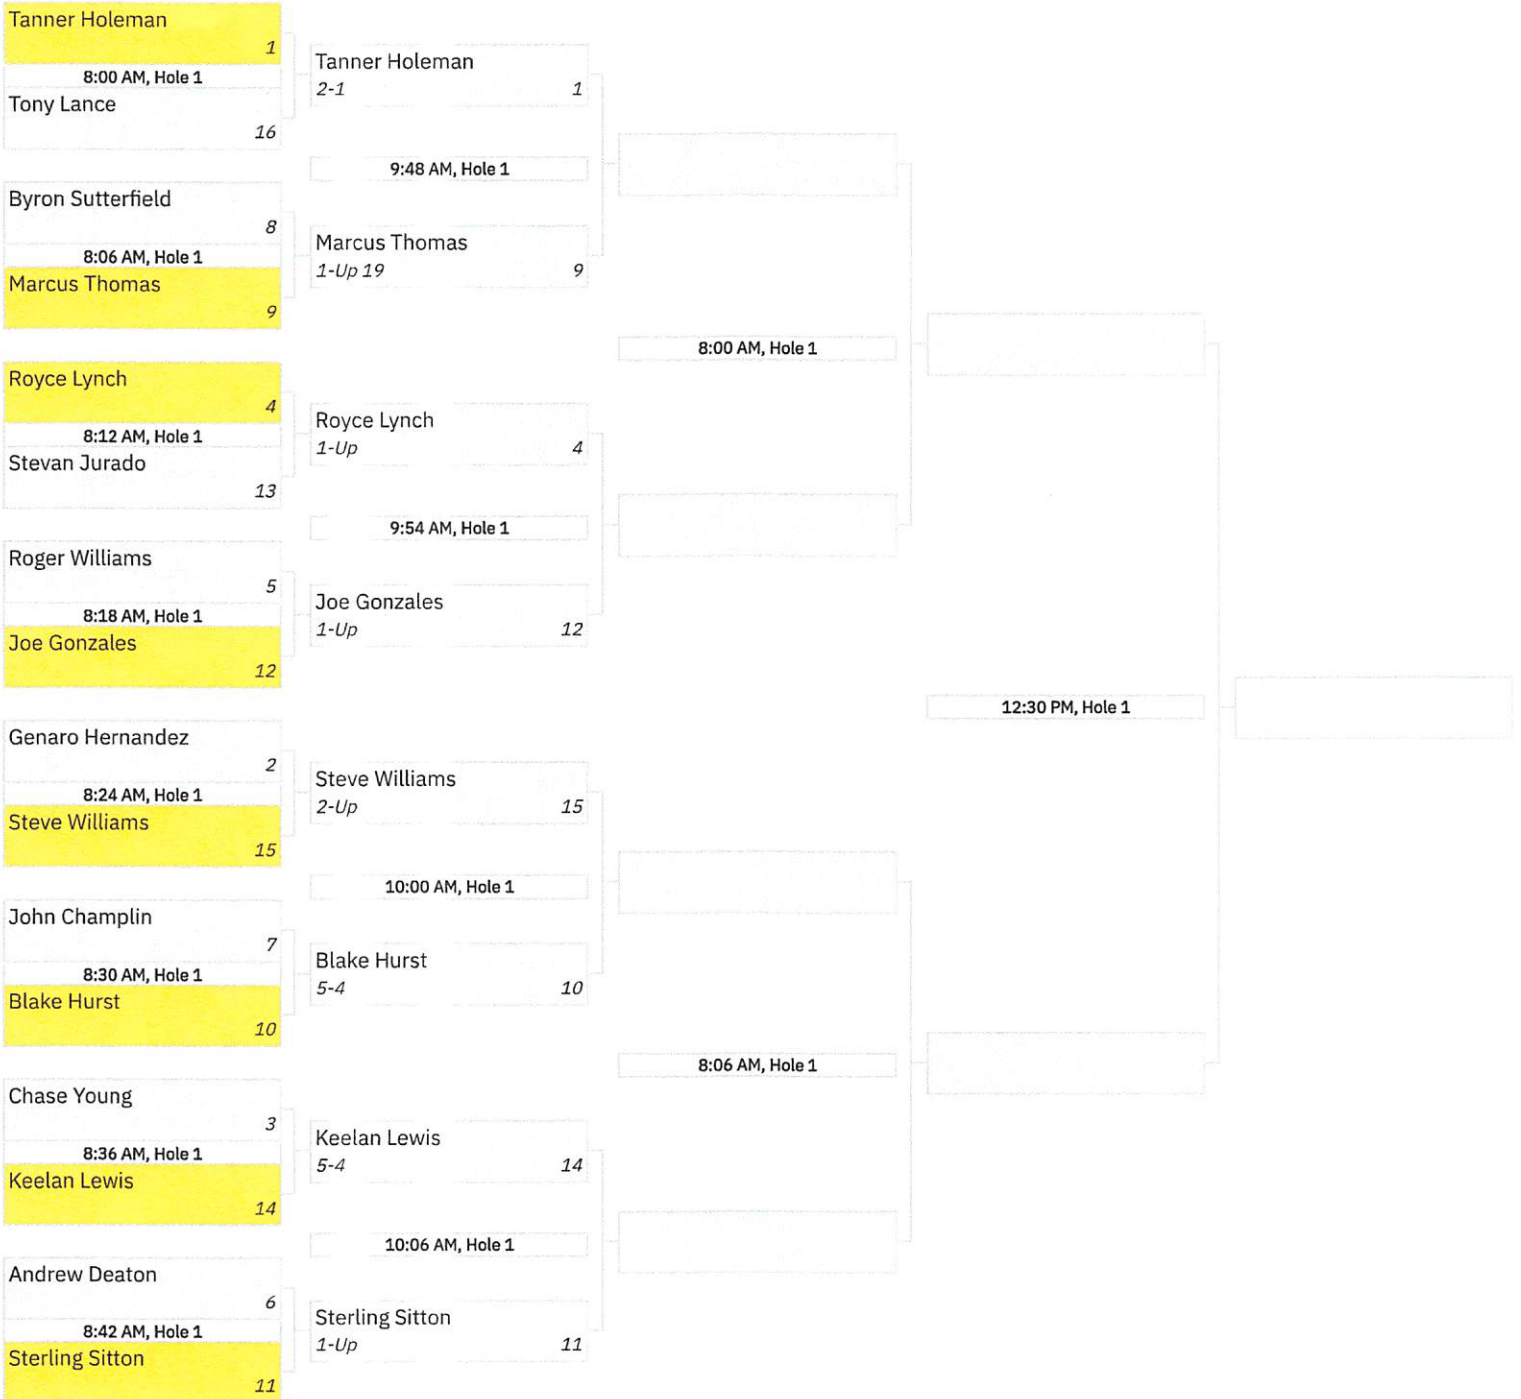 Tanner Holeman
1
8:00 AM, Hole 1
Tony Lance
16
Byron Sutterfield
8
8:06 AM, Hole 1
Marcus Thomas
9
Royce Lynch
4
8:12 AM, Hole 1
Stevan Jurado
13
Roger Williams
5
8:18 AM, Hole 1
Joe Gonzales
12
Genaro Hernandez
2
8:24 AM, Hole 1
Steve Williams
15
John Champlin
7
8:30 AM, Hole 1
Blake Hurst
10
Chase Young
3
8:36 AM, Hole 1
Keelan Lewis
14
Andrew Deaton
6
8:42 AM, Hole 1
Sterling Sitton
11
Tanner Holeman
2-1 1
9:48 AM, Hole 1
Marcus Thomas
1-Up 19 9
Royce Lynch
1-Up 4
9:54 AM, Hole 1
Joe Gonzales
1-Up 12
Steve Williams
2-Up 15
10:00 AM, Hole 1
Blake Hurst
5-4 10
Keelan Lewis
5-4 14
10:06 AM, Hole 1
Sterling Sitton
1-Up 11
8:00 AM, Hole 1
8:06 AM, Hole 1
12:30 PM, Hole 1